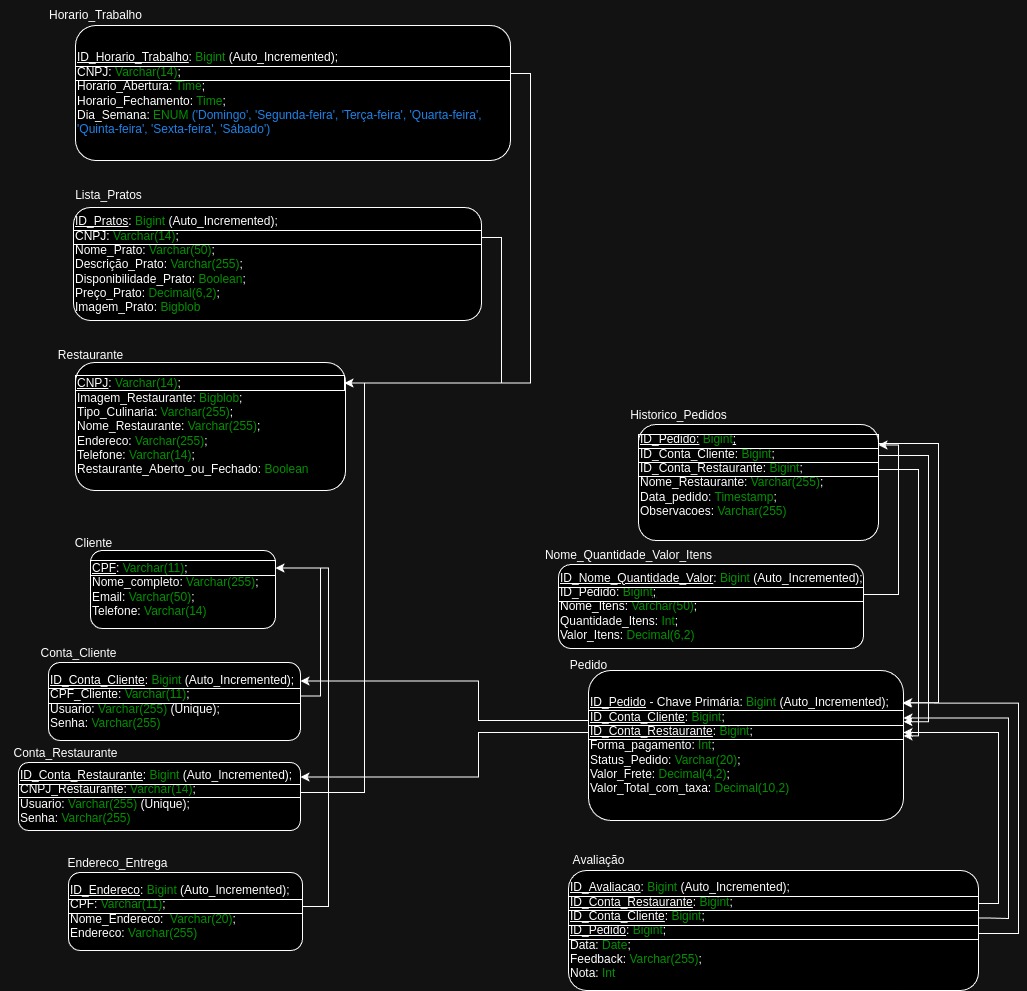 Horario_Trabalho
ID_Horario_Trabalho: Bigint (Auto_Incremented);
CNPJ: Varchar(14);
Horario_Abertura: Time;
Horario_Fechamento: Time;
Dia_Semana: ENUM ('Domingo', 'Segunda-feira', 'Terça-feira', 'Quarta-feira',
'Quinta-feira', 'Sexta-feira', 'Sábado')
Lista_Pratos
ID_Pratos: Bigint (Auto_Incremented);
CNPJ: Varchar(14);
Nome_Prato: Varchar(50);
Descrição_Prato: Varchar(255);
Disponibilidade_Prato: Boolean;
Preço_Prato: Decimal(6,2);
Imagem_Prato: Bigblob
Restaurante
CNPJ: Varchar(14);
Imagem_Restaurante: Bigblob;
Tipo_Culinaria: Varchar(255);
Nome_Restaurante: Varchar(255);
Endereco: Varchar(255);
Telefone: Varchar(14);
Restaurante_Aberto_ou_Fechado: Boolean
Historico_Pedidos
ID_Pedido: Bigint;
ID_Conta_Cliente: Bigint;
ID_Conta_Restaurante: Bigint;
Nome_Restaurante: Varchar(255);
Data_pedido: Timestamp;
Observacoes: Varchar(255)
Cliente
CPF: Varchar(11);
Nome_completo: Varchar(255);
Email: Varchar(50);
Telefone: Varchar(14)
Nome_Quantidade_Valor_Itens
ID_Nome_Quantidade_Valor: Bigint (Auto_Incremented);
ID_Pedido: Bigint;
Nome_Itens: Varchar(50);
Quantidade_Itens: Int;
Valor_Itens: Decimal(6,2)
Conta_Cliente
ID_Conta_Cliente: Bigint (Auto_Incremented);
CPF_Cliente: Varchar(11);
Usuario: Varchar(255) (Unique);
Senha: Varchar(255)
Pedido
ID_Pedido - Chave Primária: Bigint (Auto_Incremented);
ID_Conta_Cliente: Bigint;
ID_Conta_Restaurante: Bigint;
Forma_pagamento: Int;
Status_Pedido: Varchar(20);
Valor_Frete: Decimal(4,2);
Valor_Total_com_taxa: Decimal(10,2)
Conta_Restaurante
ID_Conta_Restaurante: Bigint (Auto_Incremented);
CNPJ_Restaurante: Varchar(14);
Usuario: Varchar(255) (Unique);
Senha: Varchar(255)
Endereco_Entrega
ID_Endereco: Bigint (Auto_Incremented);
CPF: Varchar(11);
Nome_Endereco: Varchar(20);
Endereco: Varchar(255)
Avaliação
ID_Avaliacao: Bigint (Auto_Incremented);
ID_Conta_Restaurante: Bigint;
ID_Conta_Cliente: Bigint;
ID_Pedido: Bigint;
Data: Date;
Feedback: Varchar(255);
Nota: Int